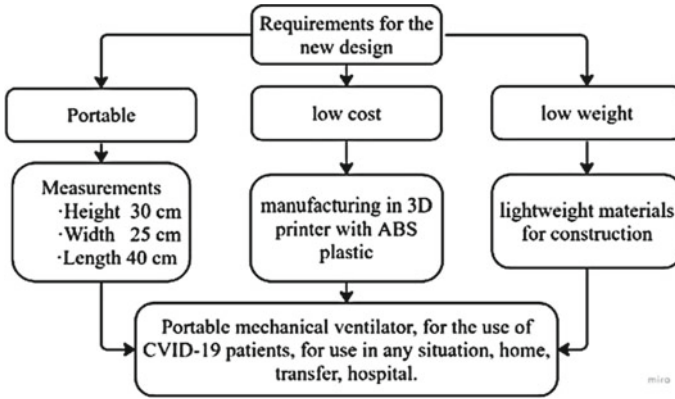 Requirements for the
new design
Portable
low cost
low weight
Measurements
·Height 30 cm
·Width 25 cm
·Length 40 cm
manufacturing in 3D
printer with ABS
plastic
lightweight materials
for construction
Portable mechanical ventilator, for the use of
CVID-19 patients, for use in any situation, home,
transfer, hospital.
miro